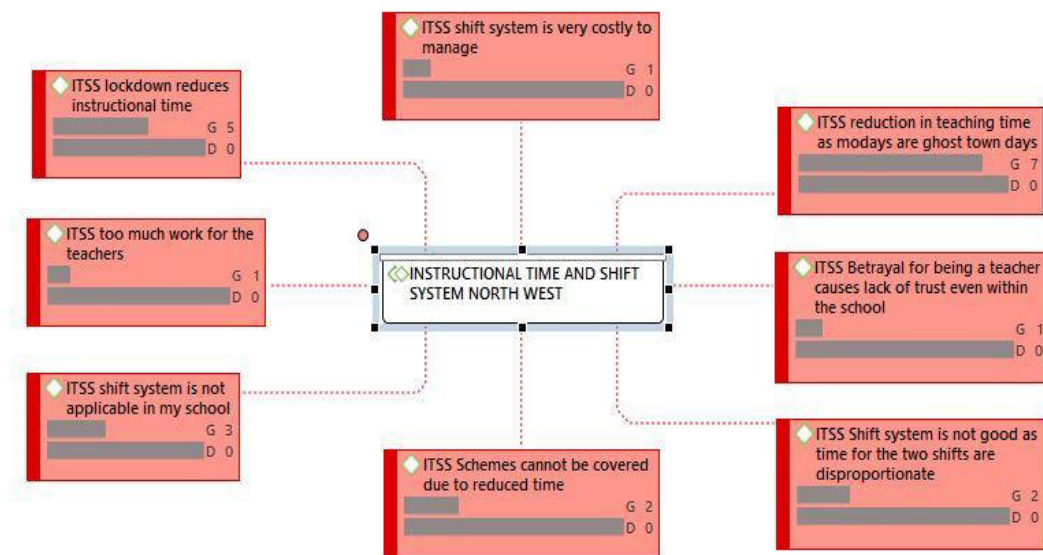 ITSS shift system is very costly to
manage
G 1
D 0
ITSS lockdown reduces
instructional time
G 5
D 0
ITSS reduction in teaching time
as modays are ghost town days
G 7
D 0
ITSS too much work for the
teachers
G 1
D 0
INSTRUCTIONAL TIME AND SHIFT
SYSTEM NORTH WEST
ITSS Betrayal for being a teacher
causes lack of trust even within
the school
G 1
D 0
ITSS shift system is not
applicable in my school
G 3
D 0
ITSS Schemes cannot be covered
due to reduced time
G 2
D 0
ITSS Shift system is not good as
time for the two shifts are
disproportionate
G 2
D 0